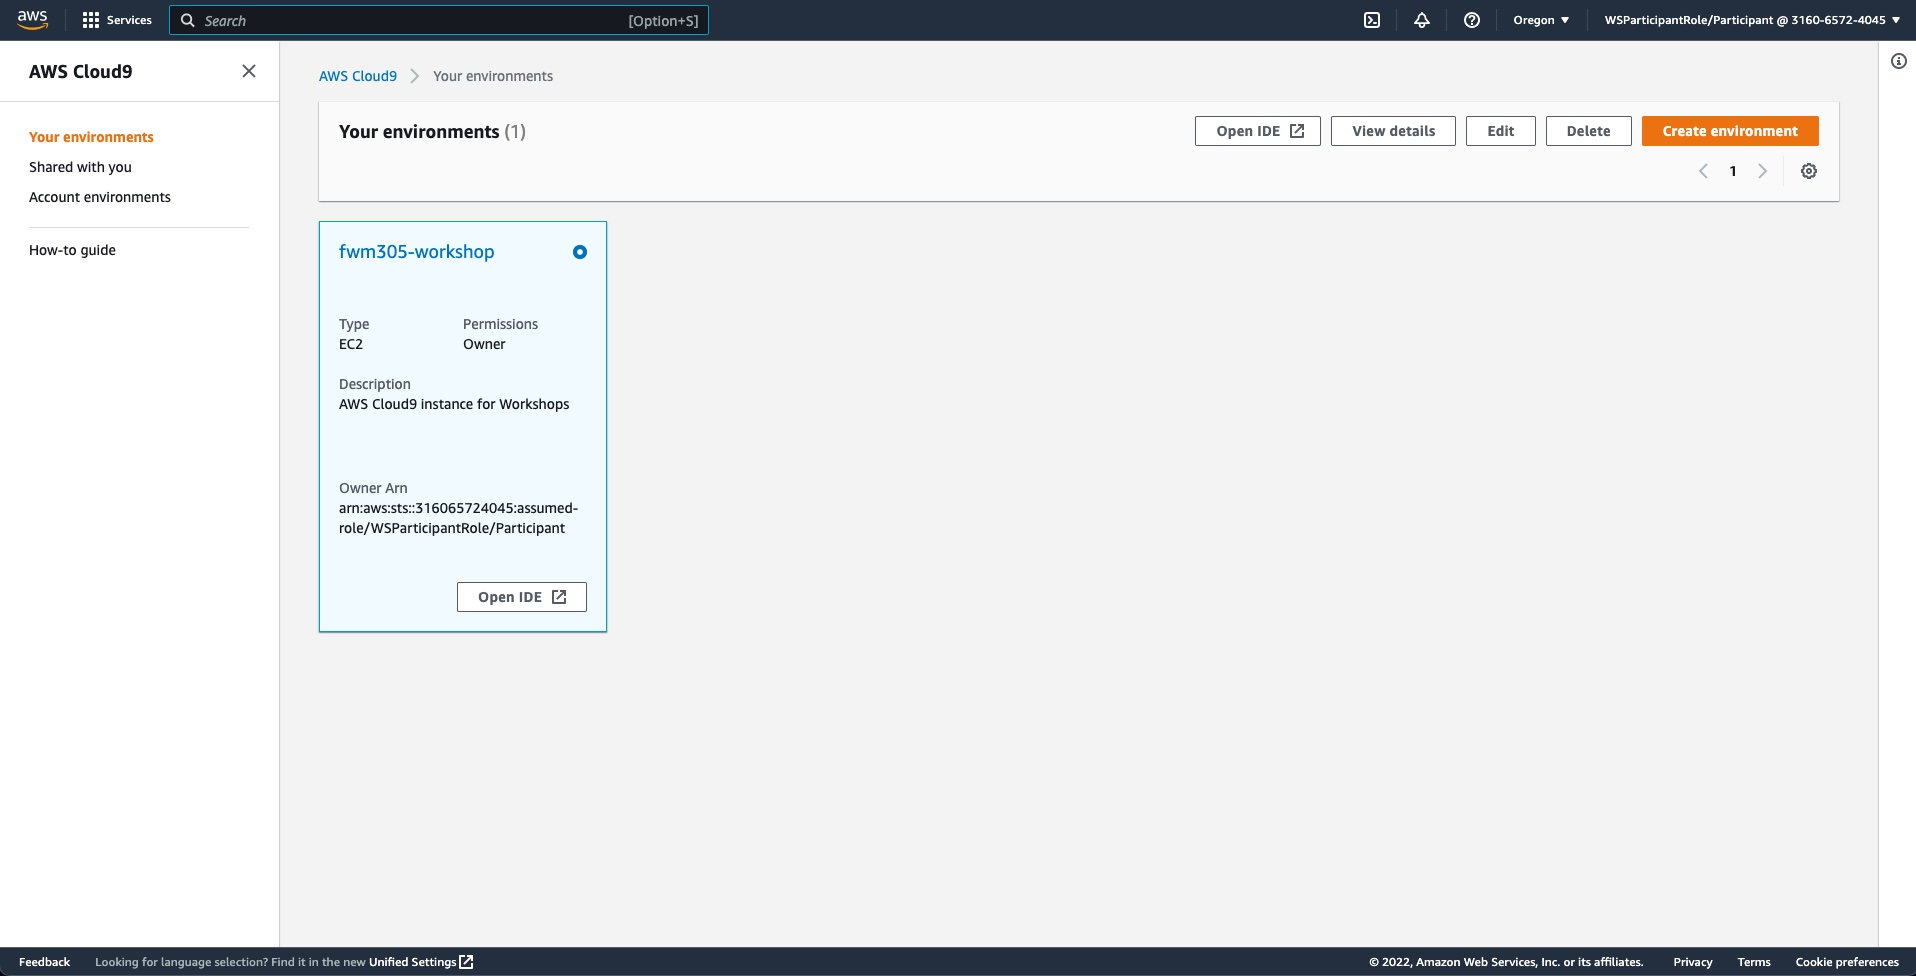 aws
Services
Search
[Option+S]
Oregon
WSParticipantRole/Participant @ 3160-6572-4045
AWS Cloud9
Your environments
Shared with you
Account environments
How-to guide
AWS Cloud9
Your environments
Your environments (1)
Open IDE
View details
Edit
Delete
Create environment
1
fwm305-workshop
Type
Permissions
EC2
Owner
Description
AWS Cloud9 instance for Workshops
Owner Arn
arn:aws:sts::316065724045:assumed-
role/WSParticipantRole/Participant
Open IDE
Feedback
Looking for language selection? Find it in the new Unified Settings
© 2022, Amazon Web Services, Inc. or its affiliates.
Privacy
Terms
Cookie preferences